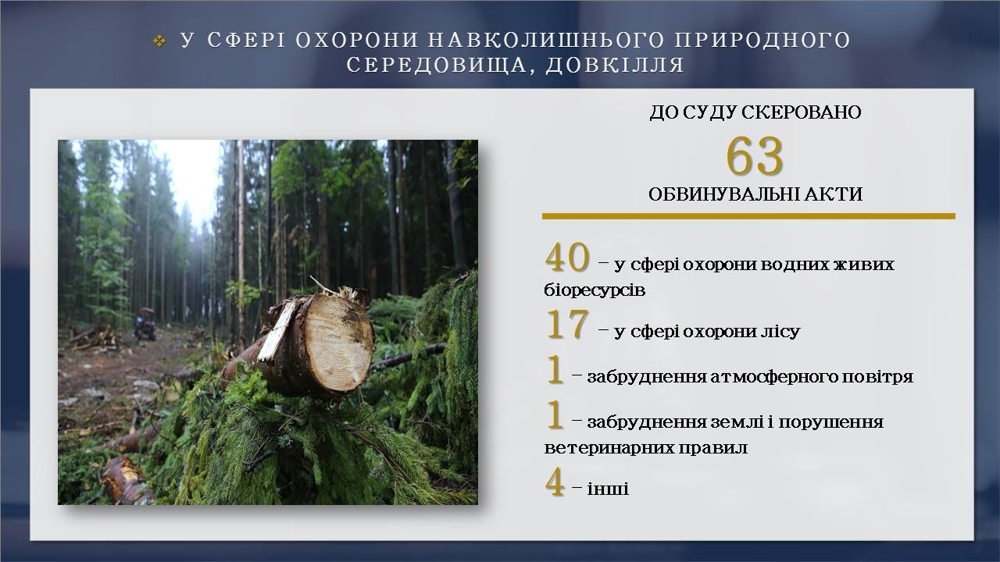 ❖ У СФЕРІ ОХОРОНИ НАВКОЛИШНЬОГО ПРИРОДНОГО
СЕРЕДОВИЩА, ДОВКІЛЛЯ
ДО СУДУ СКЕРОВАНО
63
ОБВИНУВАЛЬНІ АКТИ
40 – у сфері охорони водних живих
біоресурсів
17 – у сфері охорони лісу
1 – забруднення атмосферного повітря
1 – забруднення землі і порушення
ветеринарних правил
4 – інші